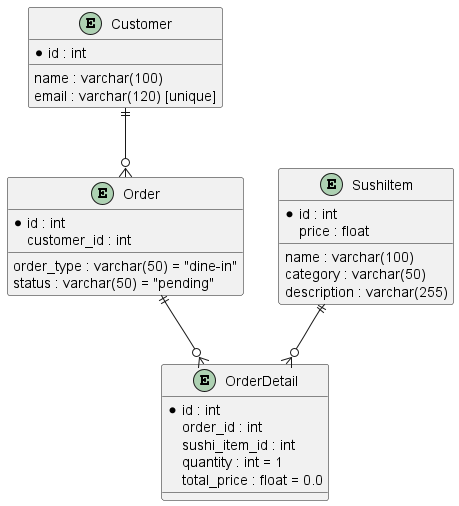 E Customer
* id : int
name : varchar(100)
email : varchar(120) [unique]
E Order
* id : int
customer_id : int
order_type : varchar(50) = "dine-in"
status : varchar(50) = "pending"
E SushiItem
* id : int
price : float
name : varchar(100)
category : varchar(50)
description : varchar(255)
E OrderDetail
* id : int
order_id : int
sushi_item_id : int
quantity : int = 1
total_price : float = 0.0